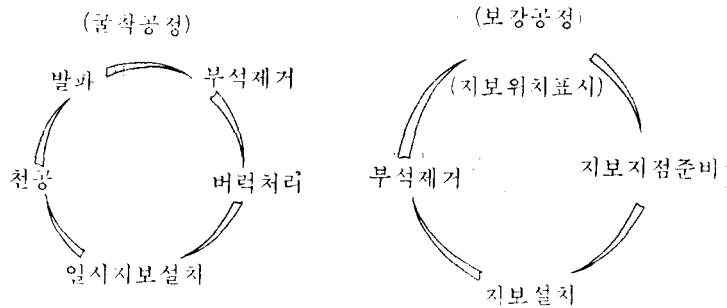 (굴착공정)
발파
부석제거
천공
버럭처리
일시지보설치
(보강공정)
(지보위치표시)
부석제거
지보지점준비
지보설치